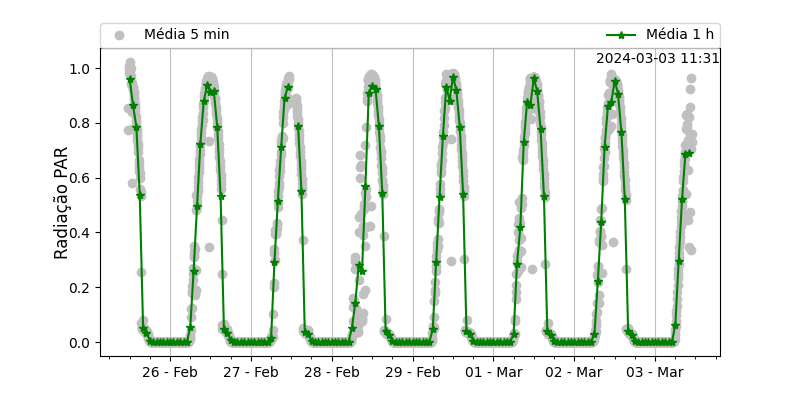 Média 5 min
Média 1 h
2024-03-03 11:31
Radiação PAR
1.0
0.8
0.6
0.4
0.2
0.0
26 - Feb
27 - Feb
28 - Feb
29 - Feb
01 - Mar
02 - Mar
03 - Mar